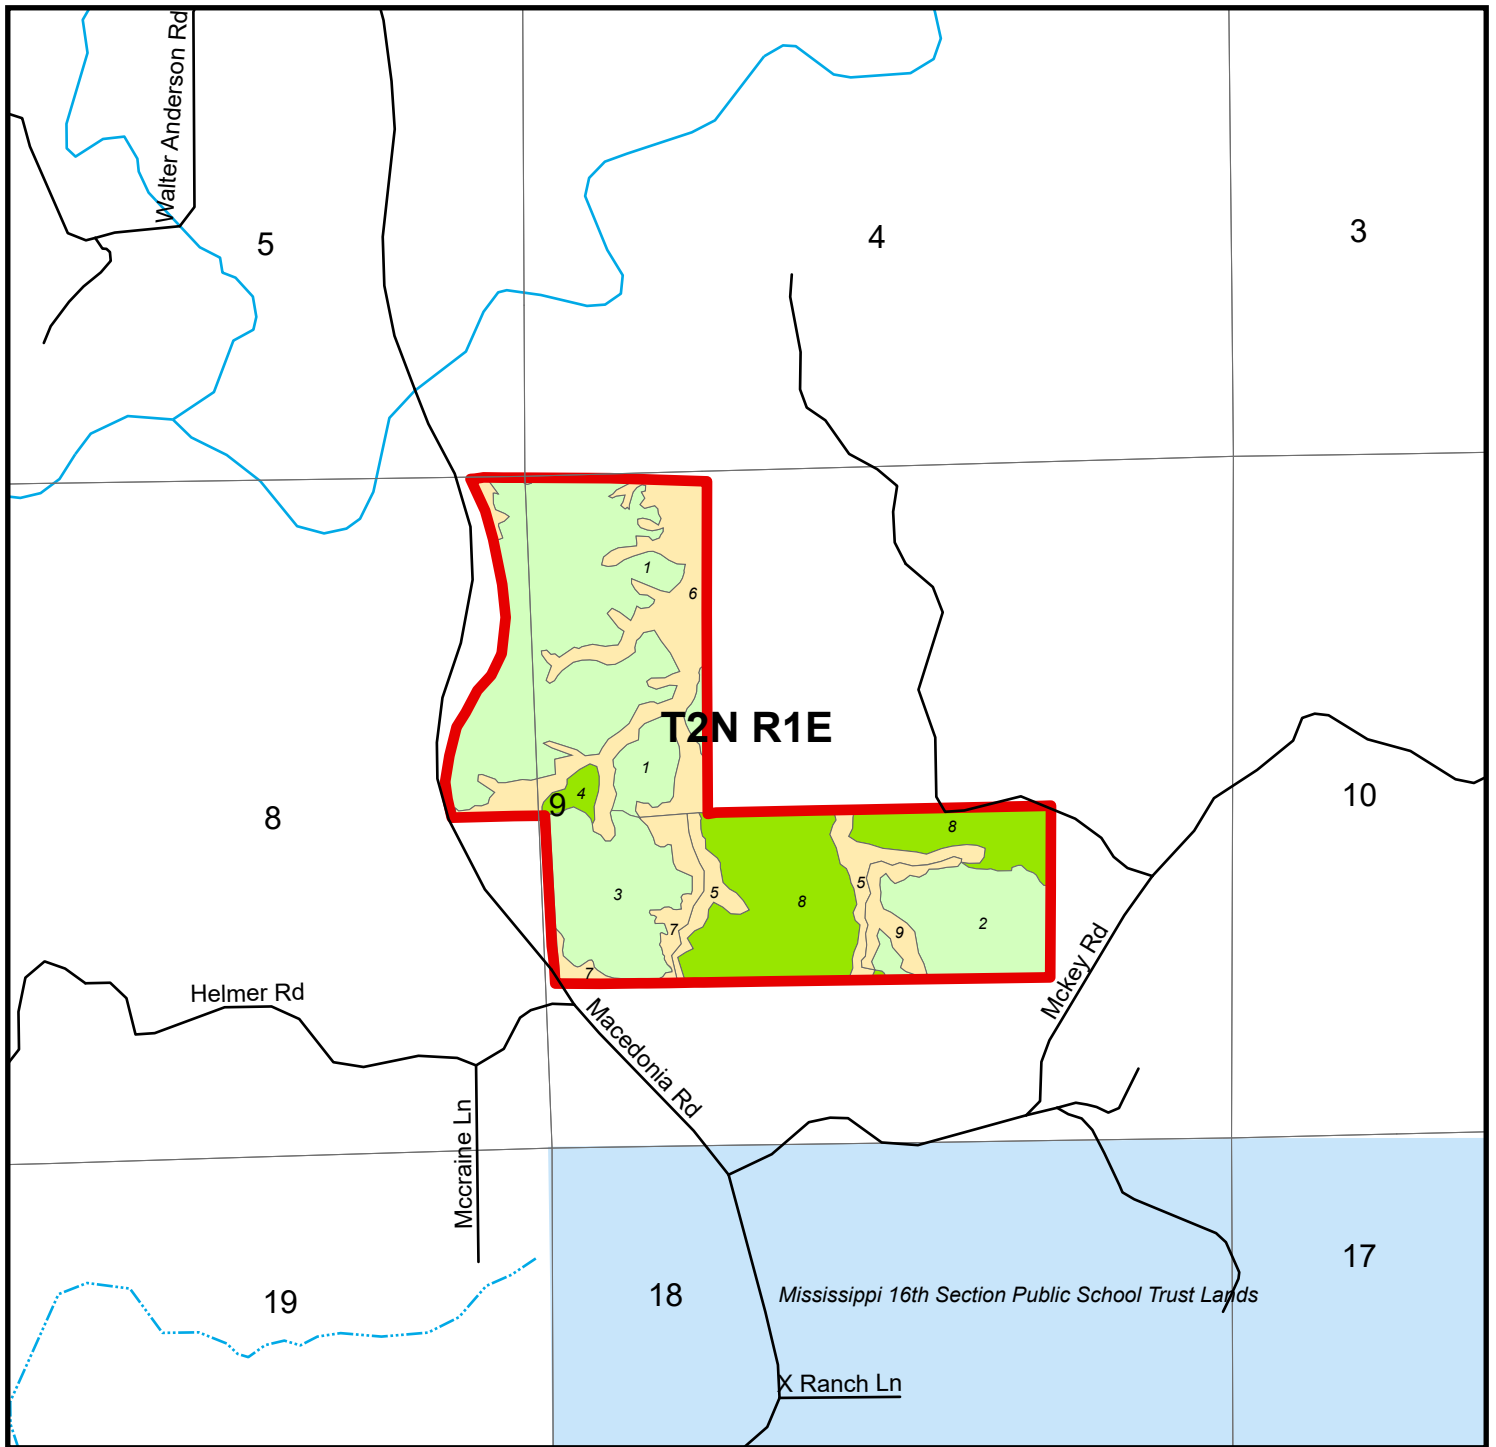 Walter Anderson Rd
5
4
3
1
6
T2N R1E
1
4
9
8
10
8
3
5
8
5
2
7
9
7
Helmer Rd
Mckey Rd
Macedonia Rd
Mccraine Ln
17
19
18
Mississippi 16th Section Public School Trust Lands
X Ranch Ln